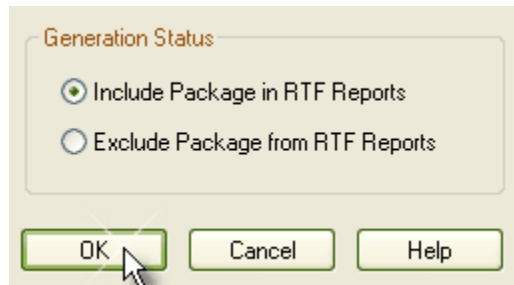 Generation Status
Include Package in RTF Reports
Exclude Package from RTF Reports
OK Cancel Help